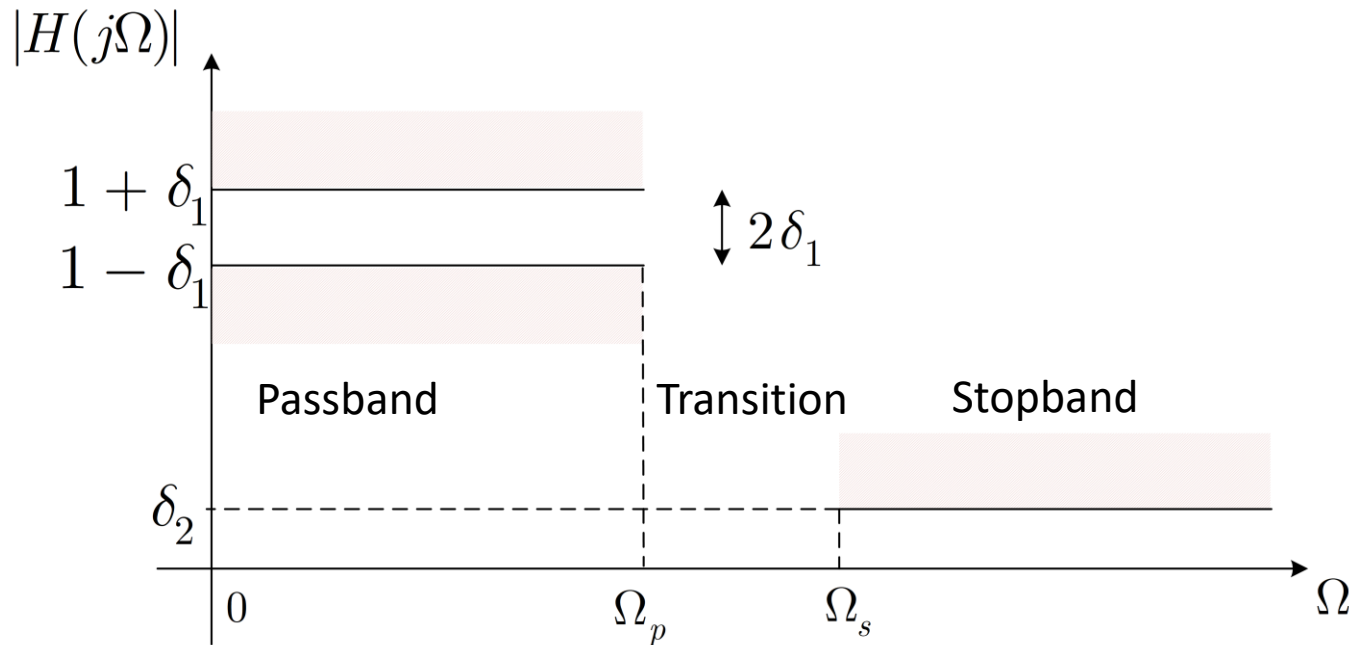 |H(jΩ)|
1 + δ₁
1 − δ₁
2δ₁
Passband
Transition
Stopband
δ₂
0
Ωₚ
Ωₛ
Ω